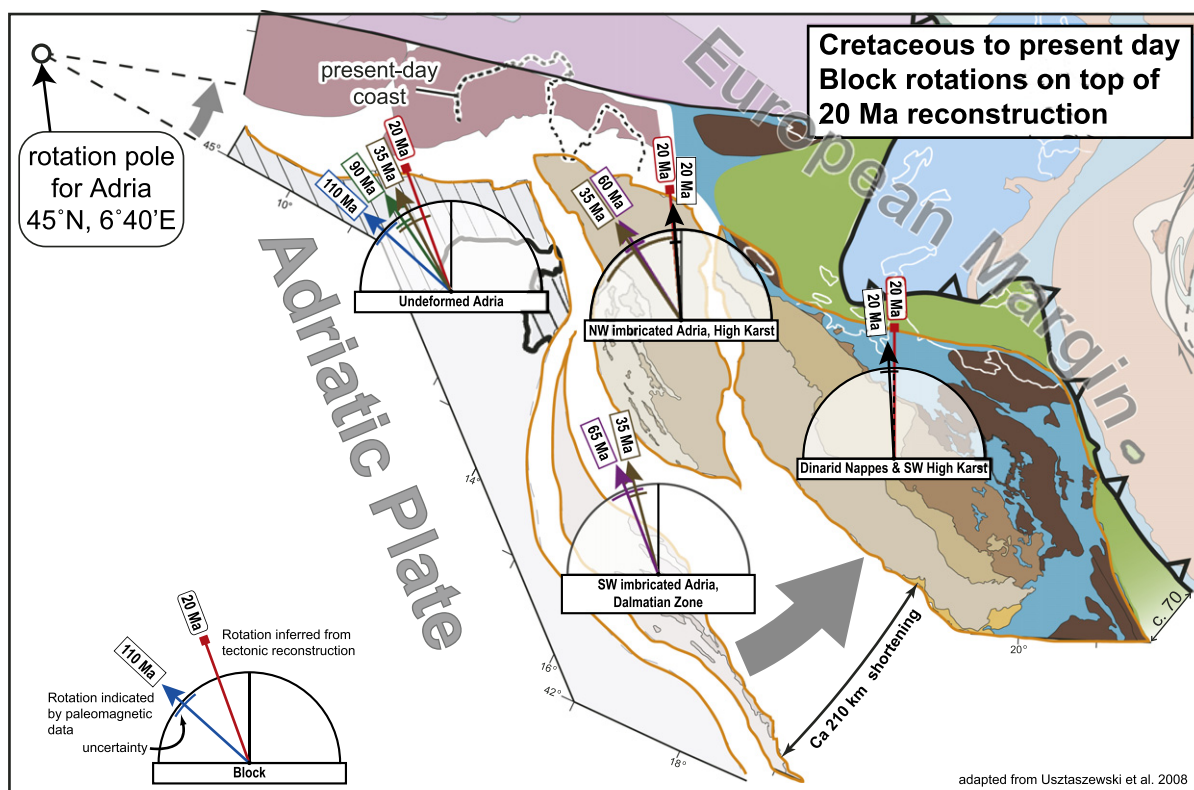 Cretaceous to present day
Block rotations on top of
20 Ma reconstruction
European Margin
present-day
coast
rotation pole
for Adria
45°N, 6°40'E
45°
10°
110 Ma
90 Ma
35 Ma
20 Ma
Undeformed Adria
35 Ma
60 Ma
20 Ma
20 Ma
NW imbricated Adria, High Karst
20 Ma
20 Ma
Dinarid Nappes & SW High Karst
Adriatic Plate
14°
65 Ma
35 Ma
SW imbricated Adria,
Dalmatian Zone
16°
42°
18°
20°
c. 70
Ca 210 km shortening
20 Ma
Rotation inferred from
tectonic reconstruction
110 Ma
Rotation indicated
by paleomagnetic
data
uncertainty
Block
adapted from Usztaszewski et al. 2008